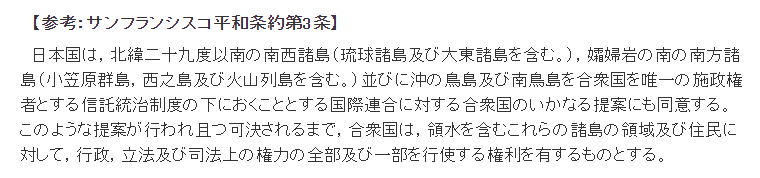 【参考：サンフランシスコ平和条約第3条】
日本国は，北緯二十九度以南の南西諸島（琉球諸島及び大東諸島を含む。），孀婦岩の南の南方諸
島（小笠原群島，西之島及び火山列島を含む。）並びに沖の鳥島及び南鳥島を合衆国を唯一の施政権
者とする信託統治制度の下におくこととする国際連合に対する合衆国のいかなる提案にも同意する。
このような提案が行われ且つ可決されるまで，合衆国は，領水を含むこれらの諸島の領域及び住民に
対して，行政，立法及び司法上の権力の全部及び一部を行使する権利を有するものとする。